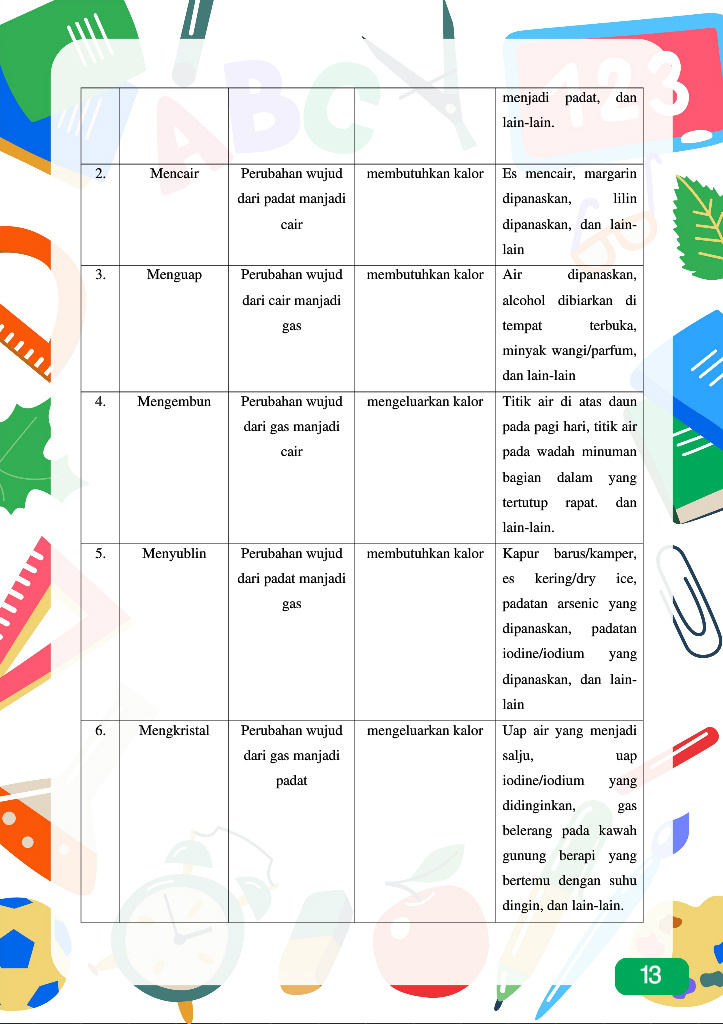 ABC
123
menjadi padat, dan
lain-lain.
2. Mencair Perubahan wujud membutuhkan kalor Es mencair, margarin
dari padat manjadi dipanaskan, lilin
cair dipanaskan, dan lain-
lain
3. Menguap Perubahan wujud membutuhkan kalor Air dipanaskan,
dari cair manjadi alcohol dibiarkan di
gas tempat terbuka,
minyak wangi/parfum,
dan lain-lain
4. Mengembun Perubahan wujud mengeluarkan kalor Titik air di atas daun
dari gas manjadi pada pagi hari, titik air
cair pada wadah minuman
bagian dalam yang
tertutup rapat. dan
lain-lain.
5. Menyublin Perubahan wujud membutuhkan kalor Kapur barus/kamper,
dari padat manjadi es kering/dry ice,
gas padatan arsenic yang
dipanaskan, padatan
iodine/iodium yang
dipanaskan, dan lain-
lain
6. Mengkristal Perubahan wujud mengeluarkan kalor Uap air yang menjadi
dari gas manjadi salju, uap
padat iodine/iodium yang
didinginkan, gas
belerang pada kawah
gunung berapi yang
bertemu dengan suhu
dingin, dan lain-lain.
13